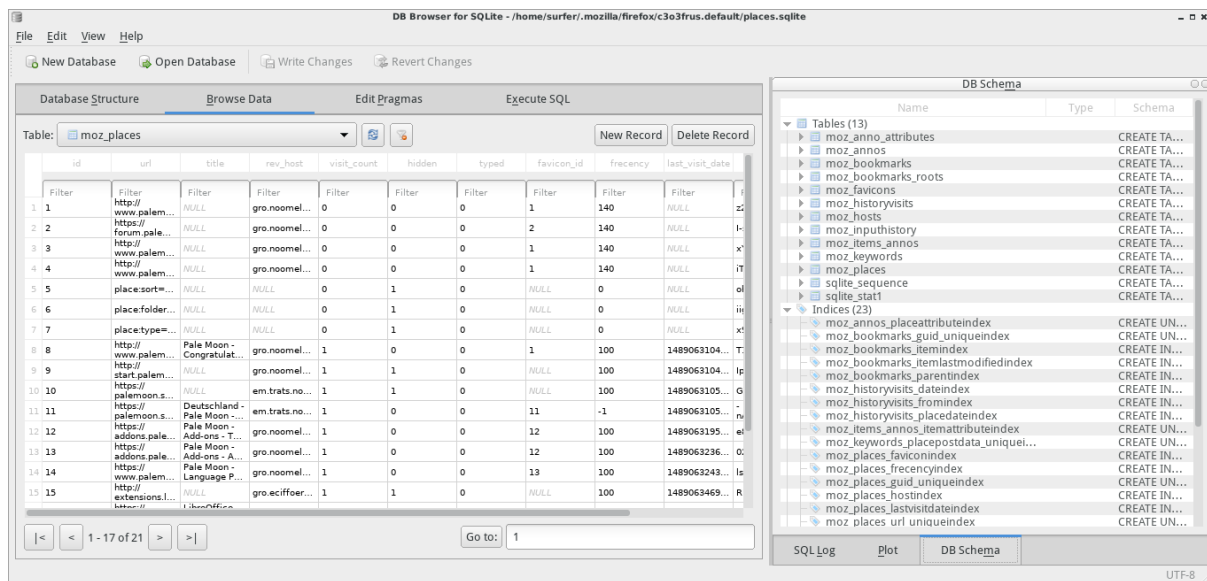 DB Browser for SQLite - /home/surfer/.mozilla/firefox/c3o3frus.default/places.sqlite
File Edit View Help
New Database Open Database Write Changes Revert Changes
Database Structure Browse Data Edit Pragmas Execute SQL
Table: moz_places New Record Delete Record
id url title rev_host visit_count hidden typed favicon_id frecency last_visit_date
Filter Filter Filter Filter Filter Filter Filter Filter Filter Filter
1 1 http:// www.palem... NULL gro.noomel... 0 0 0 1 140 NULL
2 2 https:// forum.pale... NULL gro.noomel... 0 0 0 2 140 NULL
3 3 http:// www.palem... NULL gro.noomel... 0 0 0 1 140 NULL
4 4 http:// www.palem... NULL gro.noomel... 0 0 0 1 140 NULL
5 5 place:sort=... NULL NULL 0 1 0 NULL 0 NULL
6 6 place:folder... NULL NULL 0 1 0 NULL 0 NULL
7 7 place:type=... NULL NULL 0 1 0 NULL 0 NULL
8 8 http:// www.palem... Pale Moon - Congratulat... gro.noomel... 1 0 0 1 100 1489063104...
9 9 http:// start.palem... NULL gro.noomel... 1 1 0 NULL 100 1489063104...
10 10 https:// palemoon.s... NULL em.trats.no... 1 1 0 NULL 100 1489063105...
11 11 https:// palemoon.s... Deutschland - Pale Moon -... em.trats.no... 1 0 0 11 -1 1489063105...
12 12 https:// addons.pale... Pale Moon - Add-ons - T... gro.noomel... 1 0 0 12 100 1489063195...
13 13 https:// addons.pale... Pale Moon - Add-ons - A... gro.noomel... 1 0 0 12 100 1489063236...
14 14 https:// www.palem... Pale Moon - Language P... gro.noomel... 1 0 0 13 100 1489063243...
15 15 http:// extensions.l... NULL gro.eciffoer... 1 1 0 NULL 100 1489063469...
|< < 1 - 17 of 21 > >| Go to: 1
DB Schema
Name Type Schema
Tables (13)
moz_anno_attributes CREATE TA...
moz_annos CREATE TA...
moz_bookmarks CREATE TA...
moz_bookmarks_roots CREATE TA...
moz_favicons CREATE TA...
moz_historyvisits CREATE TA...
moz_hosts CREATE TA...
moz_inputhistory CREATE TA...
moz_items_annos CREATE TA...
moz_keywords CREATE TA...
moz_places CREATE TA...
sqlite_sequence CREATE TA...
sqlite_stat1 CREATE TA...
Indices (23)
moz_annos_placeattributeindex CREATE UN...
moz_bookmarks_guid_uniqueindex CREATE UN...
moz_bookmarks_itemindex CREATE IN...
moz_bookmarks_itemlastmodifiedindex CREATE IN...
moz_bookmarks_parentindex CREATE IN...
moz_historyvisits_dateindex CREATE IN...
moz_historyvisits_fromindex CREATE IN...
moz_historyvisits_placedateindex CREATE IN...
moz_items_annos_itemattributeindex CREATE UN...
moz_keywords_placepostdata_uniquei... CREATE UN...
moz_places_faviconindex CREATE IN...
moz_places_frecencyindex CREATE IN...
moz_places_guid_uniqueindex CREATE UN...
moz_places_hostindex CREATE IN...
moz_places_lastvisitdateindex CREATE IN...
moz_places_url_uniqueindex CREATE UN...
SQL Log Plot DB Schema
UTF-8